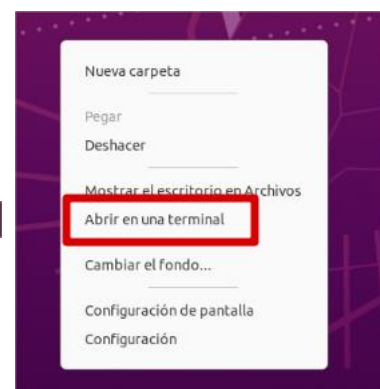 Nueva carpeta
Pegar
Deshacer
Mostrar el escritorio en Archivos
Abrir en una terminal
Cambiar el fondo...
Configuración de pantalla
Configuración